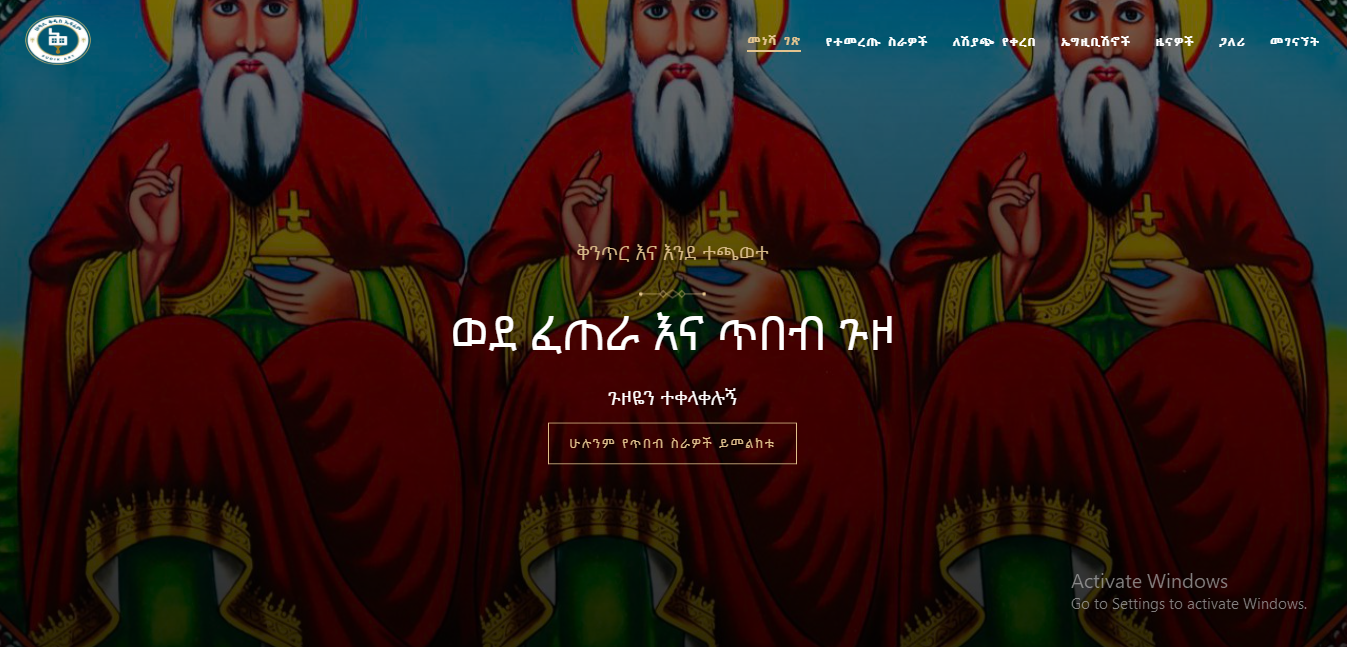 መነሻ ገጽ
የተመረጡ ስራዎች
ለሽያጭ የቀረበ
ኤግዚቢሽኖች
ዜናዎች
ጋለሪ
መገናኘት
ቅንጥር እና እንደ ተጫወተ
ወደ ፈጠራ እና ጥበብ ጉዞ
ጉዞዬን ተቀላቀሉኝ
ሁሉንም የጥበብ ስራዎች ይመልከቱ
Activate Windows
Go to Settings to activate Windows.